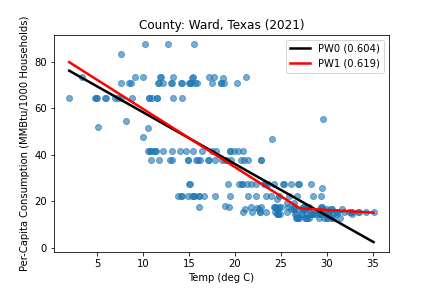 County: Ward, Texas (2021)
PW0 (0.604)
PW1 (0.619)
Per-Capita Consumption (MMBtu/1000 Households)
80
60
40
20
0
5 10 15 20 25 30 35
Temp (deg C)